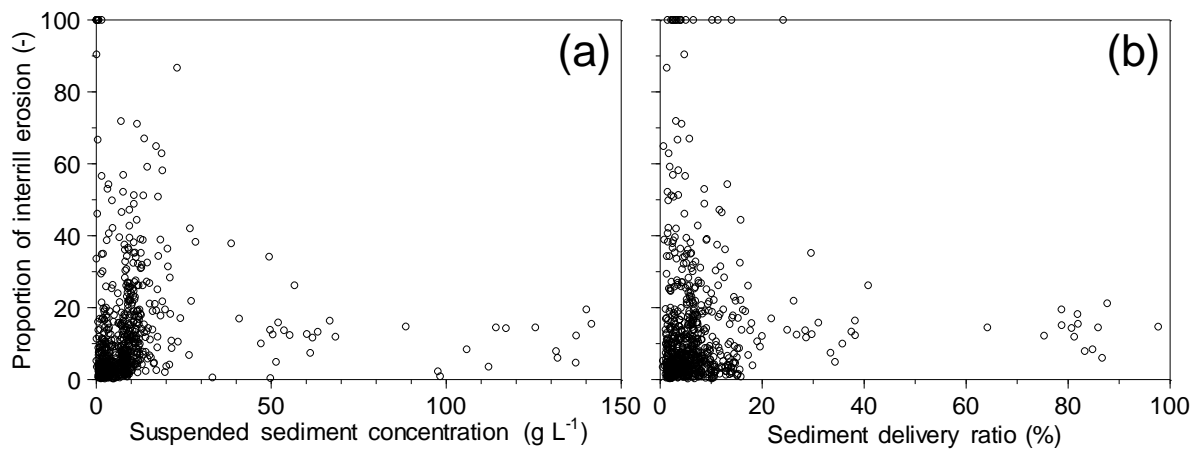 (a)
(b)
Proportion of interrill erosion (-)
100
80
60
40
20
0
0 50 100 150
0 20 40 60 80 100
Suspended sediment concentration (g L-1)
Sediment delivery ratio (%)